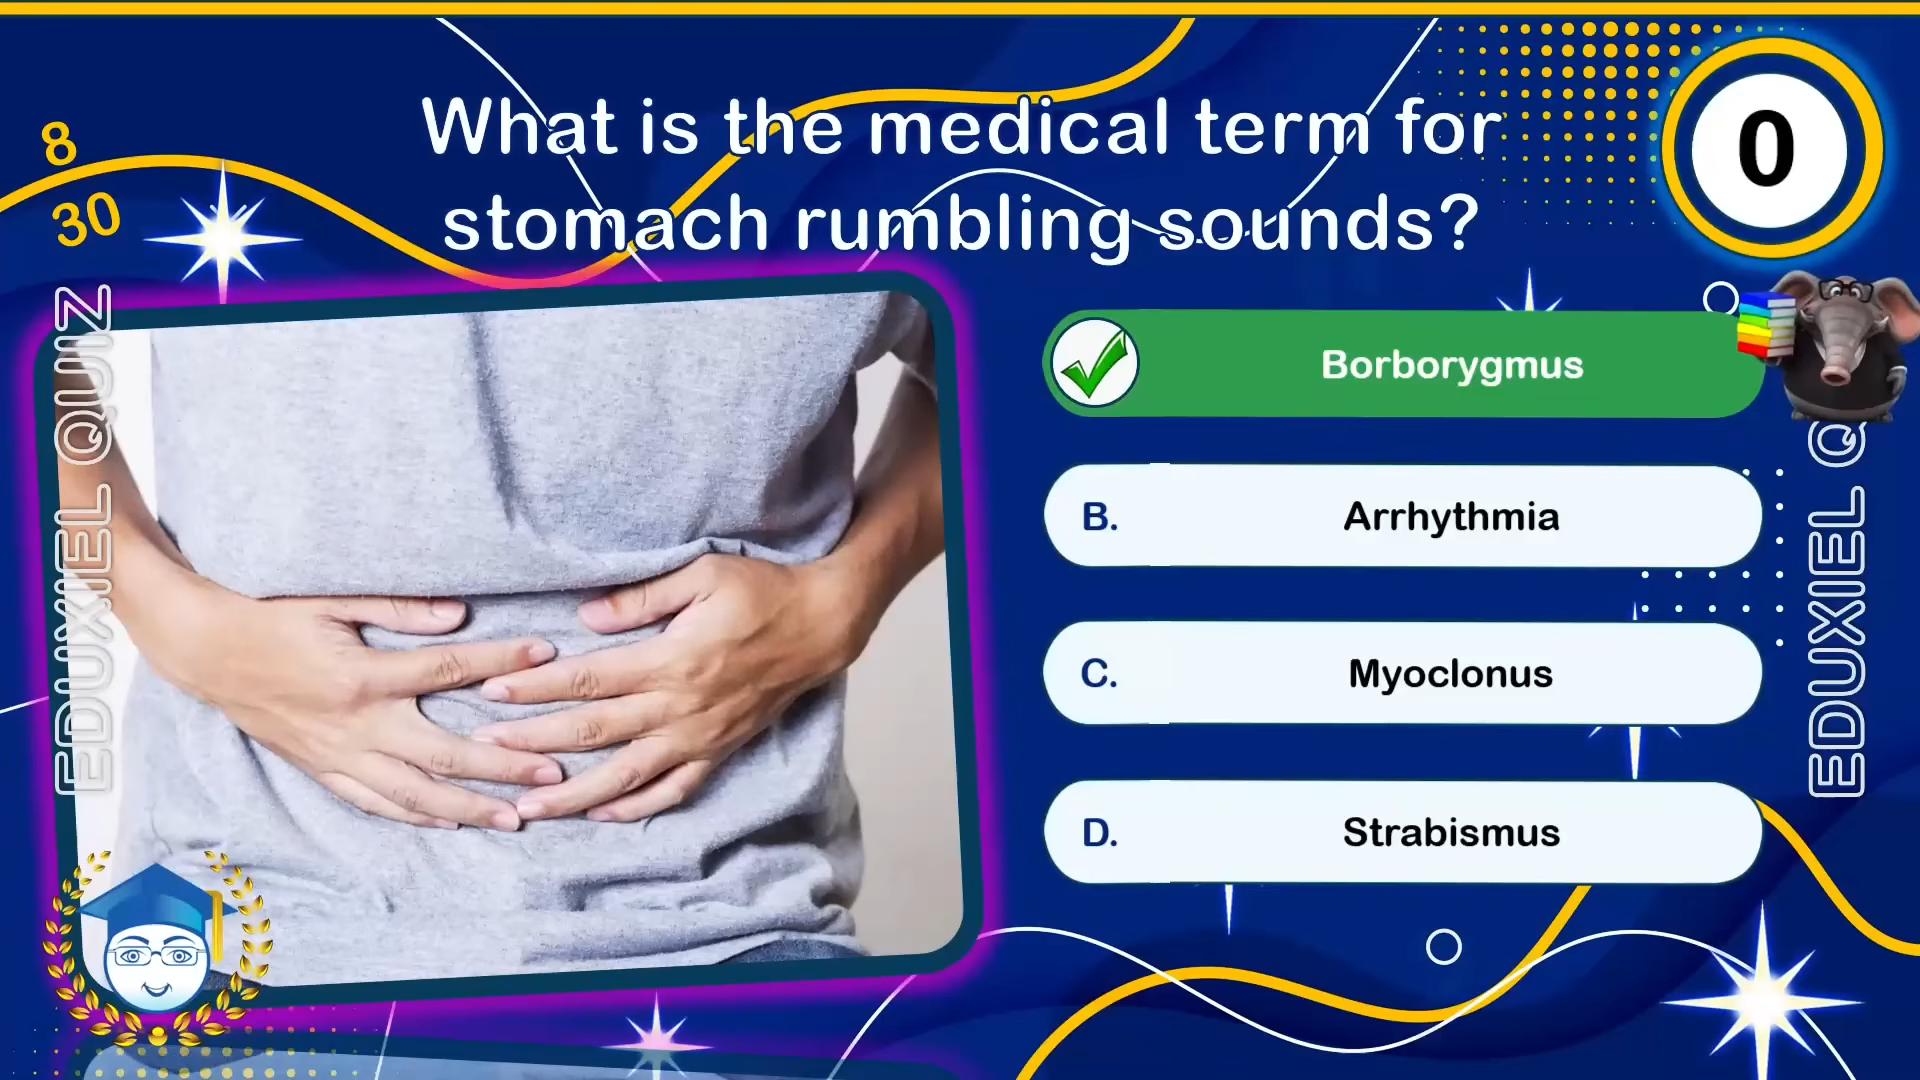 What is the medical term for
stomach rumbling sounds?
8
30
0
EDUXIEL QUIZ
Borborygmus
B. Arrhythmia
C. Myoclonus
D. Strabismus
EDUXIEL Q